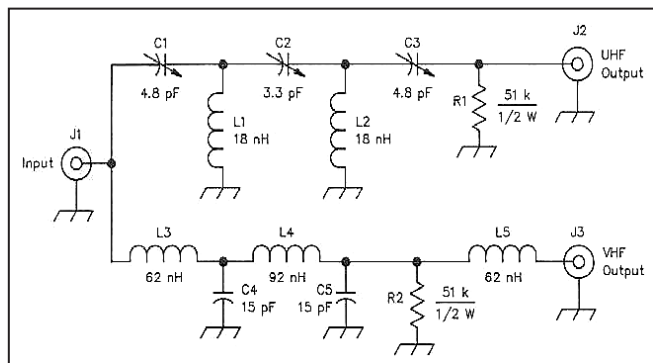 C1
C2
C3
J2
UHF
Output
4.8 pF
3.3 pF
4.8 pF
R1
51 k
1/2 W
L1
18 nH
L2
18 nH
J1
Input
L3
L4
L5
J3
VHF
Output
62 nH
92 nH
62 nH
C4
15 pF
C5
15 pF
R2
51 k
1/2 W